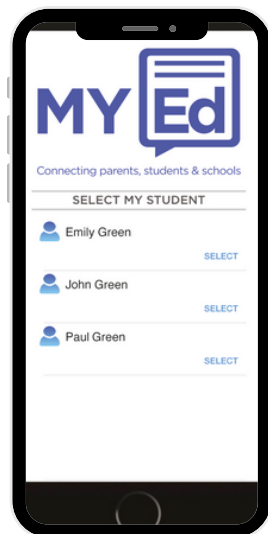 MY Ed
Connecting parents, students & schools
SELECT MY STUDENT
Emily Green
SELECT
John Green
SELECT
Paul Green
SELECT